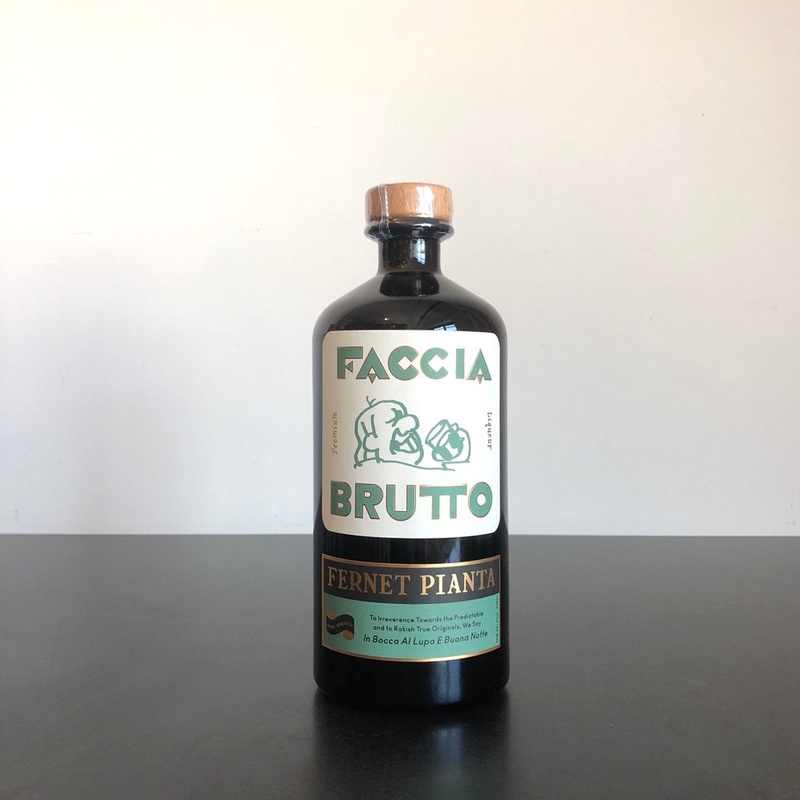 FACCIA
Premium
Liqueur
BRUTTO
FERNET PIANTA
To Irreverence Towards the Predictable
and to Rakish True Originals, We Say
In Bocca Al Lupo E Buona Notte